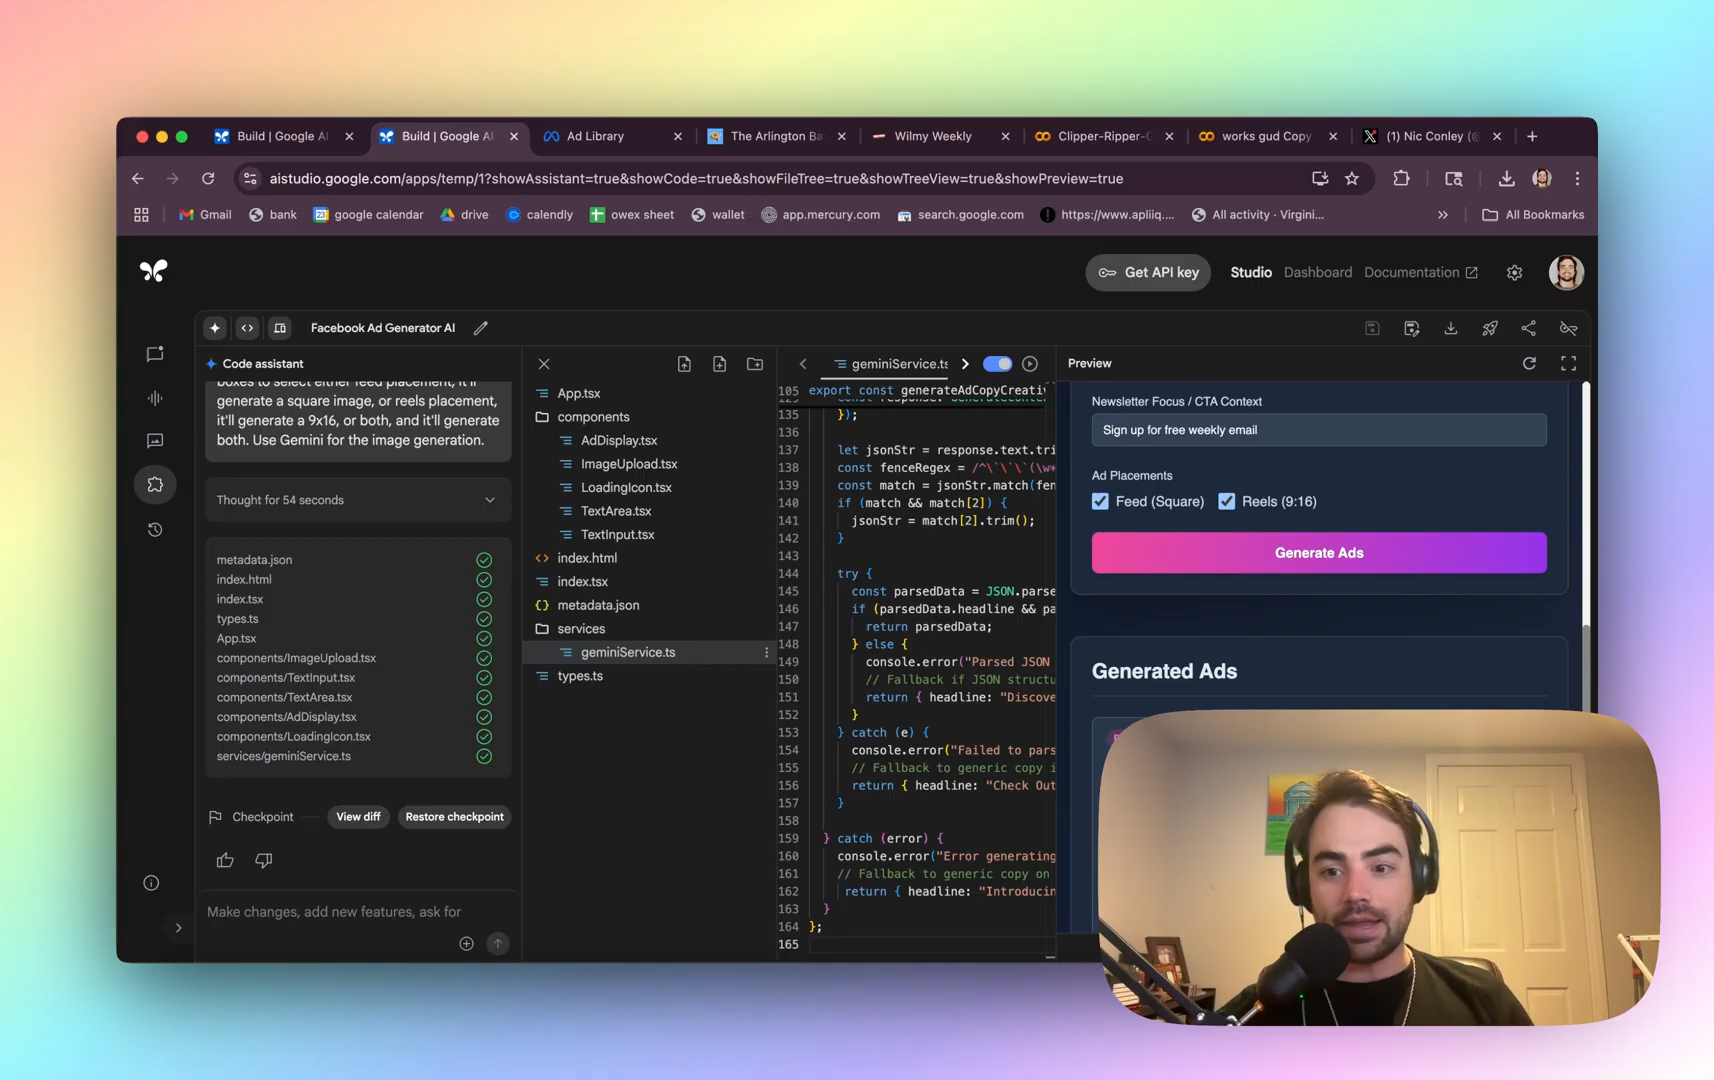 Build | Google AI
Build | Google AI
Ad Library
The Arlington Ba
Wilmy Weekly
Clipper-Ripper-C
works gud Copy
(1) Nic Conley (@
aistudio.google.com/apps/temp/1?showAssistant=true&showCode=true&showFileTree=true&showTreeView=true&showPreview=true
Gmail
bank
google calendar
drive
calendly
owex sheet
wallet
app.mercury.com
search.google.com
https://www.apliiq....
All activity - Virgini...
»
All Bookmarks
Get API key
Studio
Dashboard
Documentation
Facebook Ad Generator AI
Code assistant
boxes to select either feed placement, it'll
generate a square image, or reels placement,
it'll generate a 9x16, or both, and it'll generate
both. Use Gemini for the image generation.
Thought for 54 seconds
metadata.json
index.html
index.tsx
types.ts
App.tsx
components/ImageUpload.tsx
components/TextInput.tsx
components/TextArea.tsx
components/AdDisplay.tsx
components/LoadingIcon.tsx
services/geminiService.ts
Checkpoint
View diff
Restore checkpoint
Make changes, add new features, ask for
App.tsx
components
AdDisplay.tsx
ImageUpload.tsx
LoadingIcon.tsx
TextArea.tsx
TextInput.tsx
index.html
index.tsx
metadata.json
services
geminiService.ts
types.ts
geminiService.ts
105 export const generateAdCopyCreativ
135 });
136
137 let jsonStr = response.text.tri
138 const fenceRegex = /^\`\`\`(\w*
139 const match = jsonStr.match(fen
140 if (match && match[2]) {
141 jsonStr = match[2].trim();
142 }
143
144 try {
145 const parsedData = JSON.parse
146 if (parsedData.headline && pa
147 return parsedData;
148 } else {
149 console.error("Parsed JSON
150 // Fallback if JSON structu
151 return { headline: "Discove
152 }
153 } catch (e) {
154 console.error("Failed to pars
155 // Fallback to generic copy i
156 return { headline: "Check Out
157 }
158
159 } catch (error) {
160 console.error("Error generating
161 // Fallback to generic copy on
162 return { headline: "Introducin
163 }
164 };
165
Preview
Newsletter Focus / CTA Context
Sign up for free weekly email
Ad Placements
Feed (Square)
Reels (9:16)
Generate Ads
Generated Ads